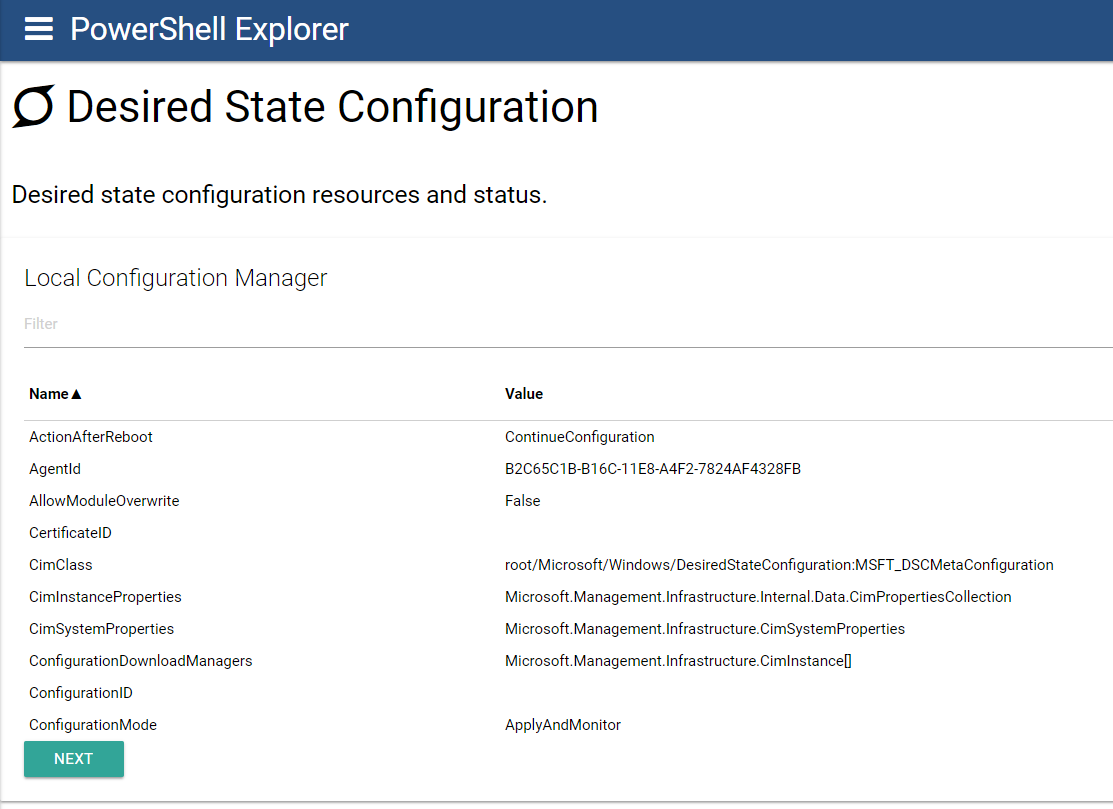 PowerShell Explorer
Desired State Configuration
Desired state configuration resources and status.
Local Configuration Manager
Filter
Name▲ Value
ActionAfterReboot ContinueConfiguration
AgentId B2C65C1B-B16C-11E8-A4F2-7824AF4328FB
AllowModuleOverwrite False
CertificateID
CimClass root/Microsoft/Windows/DesiredStateConfiguration:MSFT_DSCMetaConfiguration
CimInstanceProperties Microsoft.Management.Infrastructure.Internal.Data.CimPropertiesCollection
CimSystemProperties Microsoft.Management.Infrastructure.CimSystemProperties
ConfigurationDownloadManagers Microsoft.Management.Infrastructure.CimInstance[]
ConfigurationID
ConfigurationMode ApplyAndMonitor
NEXT